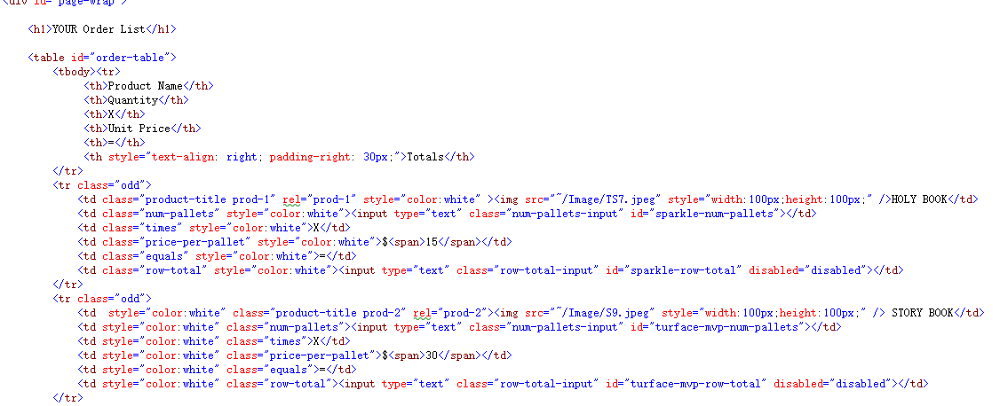 <div id="page-wrap">
<h1>YOUR Order List</h1>
<table id="order-table">
<tbody><tr>
<th>Product Name</th>
<th>Quantity</th>
<th>X</th>
<th>Unit Price</th>
<th>=</th>
<th style="text-align: right; padding-right: 30px;">Totals</th>
</tr>
<tr class="odd">
<td class="product-title prod-1" rel="prod-1" style="color:white" ><img src="~/Image/TS7.jpeg" style="width:100px;height:100px;" />HOLY BOOK</td>
<td class="num-pallets" style="color:white"><input type="text" class="num-pallets-input" id="sparkle-num-pallets"></td>
<td class="times" style="color:white">X</td>
<td class="price-per-pallet" style="color:white">$<span>15</span></td>
<td class="equals" style="color:white">=</td>
<td class="row-total" style="color:white"><input type="text" class="row-total-input" id="sparkle-row-total" disabled="disabled"></td>
</tr>
<tr class="odd">
<td  style="color:white" class="product-title prod-2" rel="prod-2"><img src="~/Image/S9.jpeg" style="width:100px;height:100px;" /> STORY BOOK</td>
<td style="color:white" class="num-pallets"><input type="text" class="num-pallets-input" id="turface-mvp-num-pallets"></td>
<td style="color:white" class="times">X</td>
<td style="color:white" class="price-per-pallet">$<span>30</span></td>
<td style="color:white" class="equals">=</td>
<td style="color:white" class="row-total"><input type="text" class="row-total-input" id="turface-mvp-row-total" disabled="disabled"></td>
</tr>